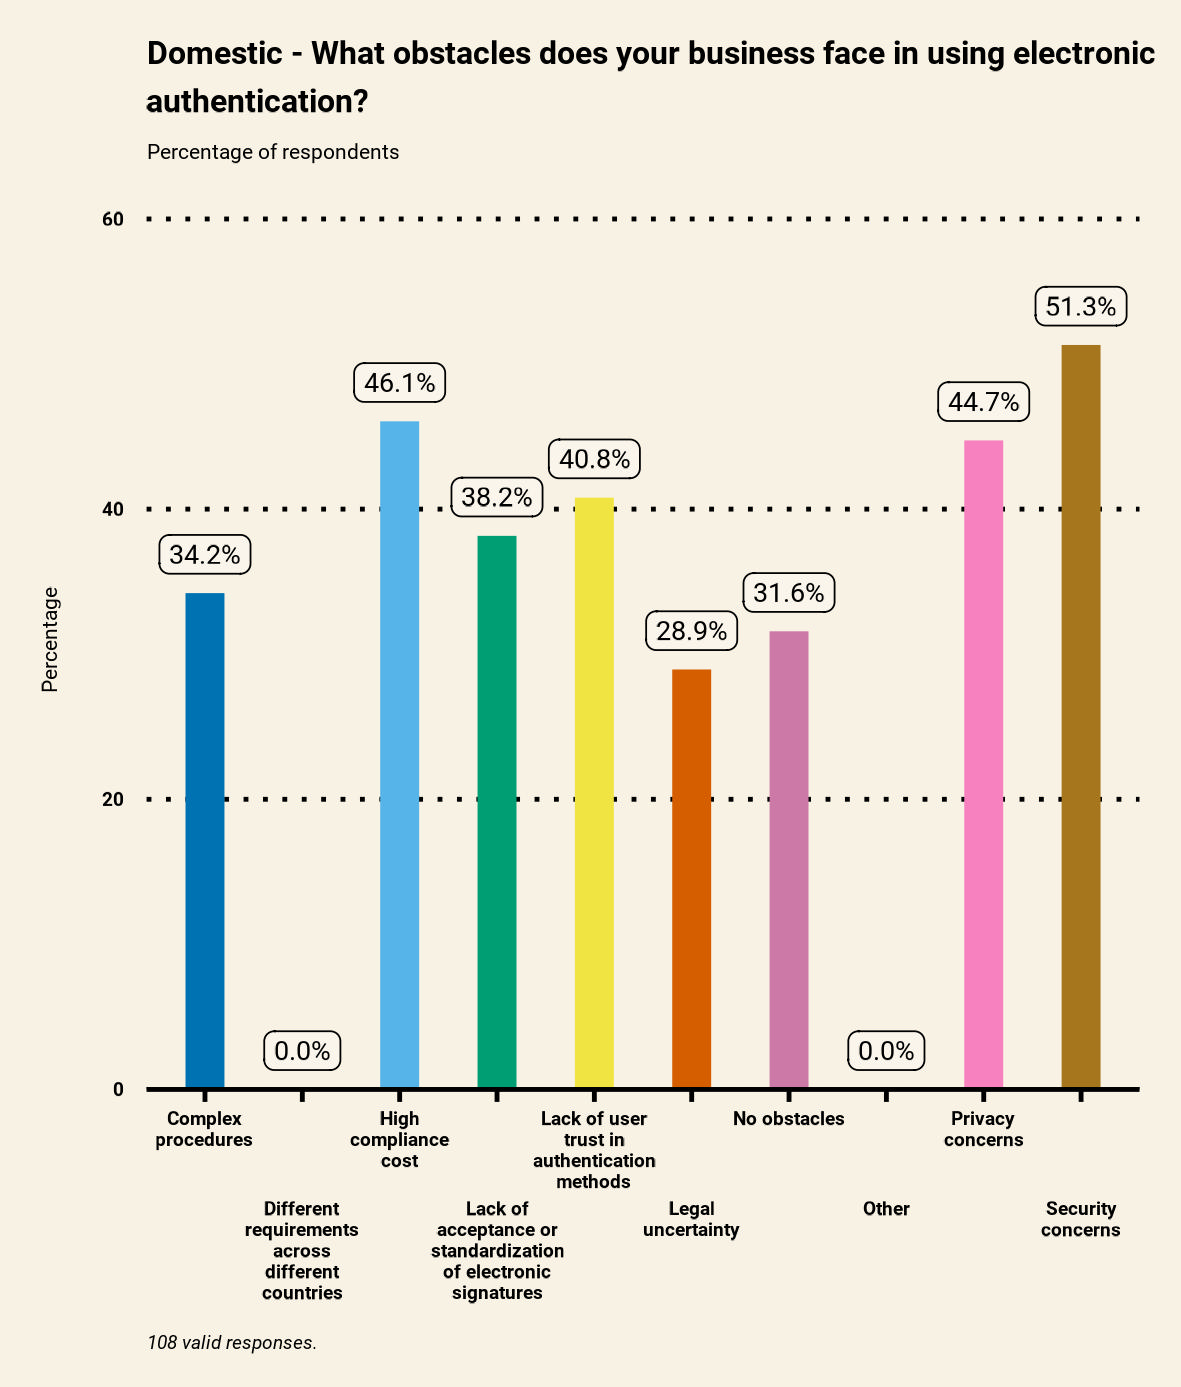 Domestic - What obstacles does your business face in using electronic
authentication?
Percentage of respondents
60
40
20
0
Percentage
34.2%
0.0%
46.1%
38.2%
40.8%
28.9%
31.6%
0.0%
44.7%
51.3%
Complex
procedures
Different
requirements
across
different
countries
High
compliance
cost
Lack of
acceptance or
standardization
of electronic
signatures
Lack of user
trust in
authentication
methods
Legal
uncertainty
No obstacles
Other
Privacy
concerns
Security
concerns
108 valid responses.